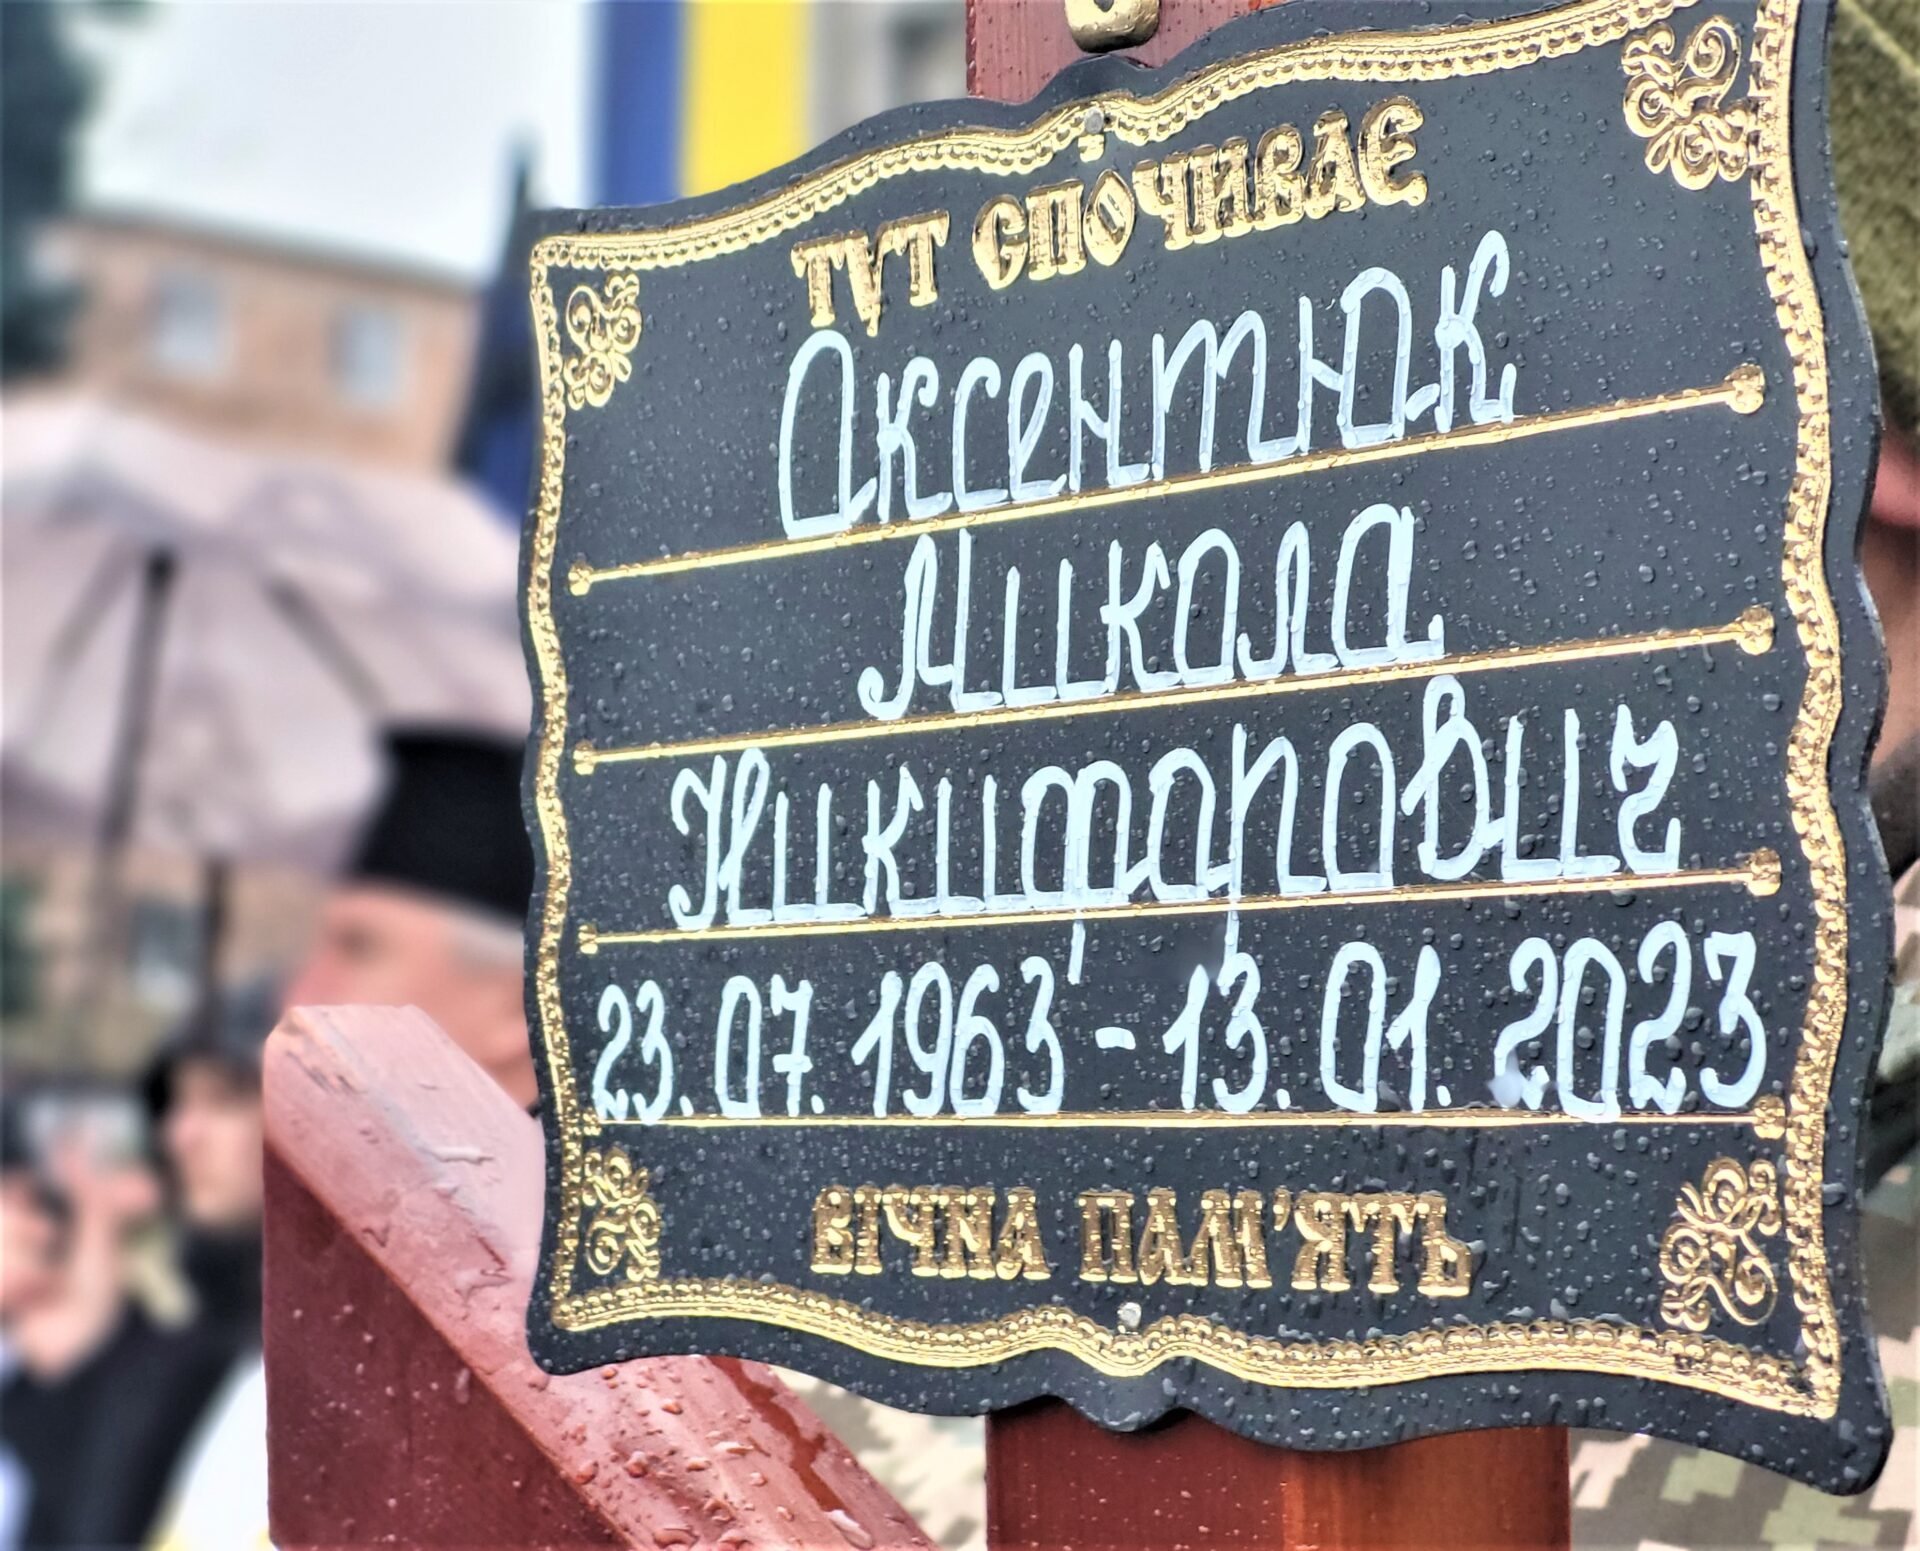 ТУТ СПОЧИВАЄ
Аксентюк
Микола
Никифорович
23.07.1963-13.01.2023
ВІЧНА ПАМ'ЯТЬ